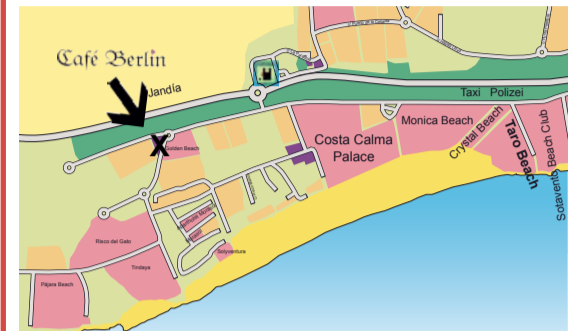 Café Berlin
Jandía
Taxi Polizei
Golden Beach
Costa Calma
Palace
Monica Beach
Crystal Beach
Taro Beach
Sotavento Beach Club
X
Risco del Gato
Solyventura
Tindaya
Pájara Beach